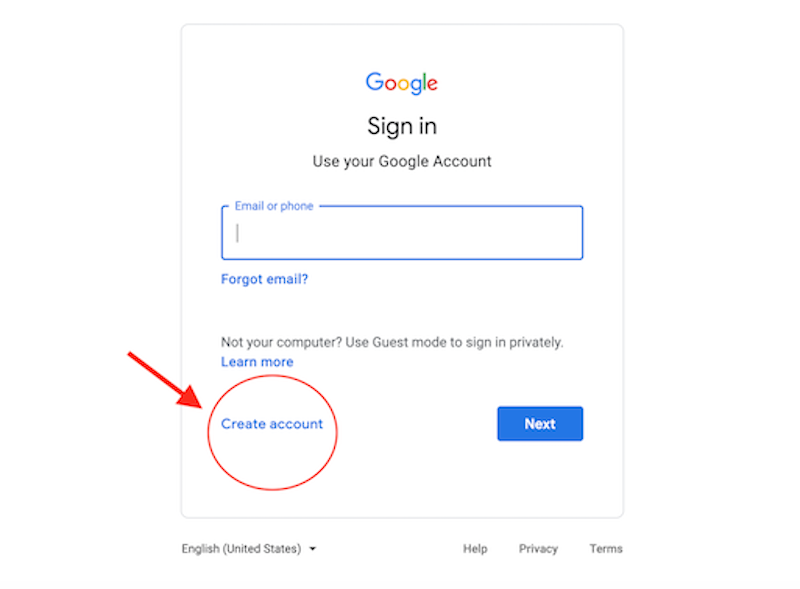 Google
Sign in
Use your Google Account
Email or phone
Forgot email?
Not your computer? Use Guest mode to sign in privately.
Learn more
Create account
Next
English (United States)
Help
Privacy
Terms